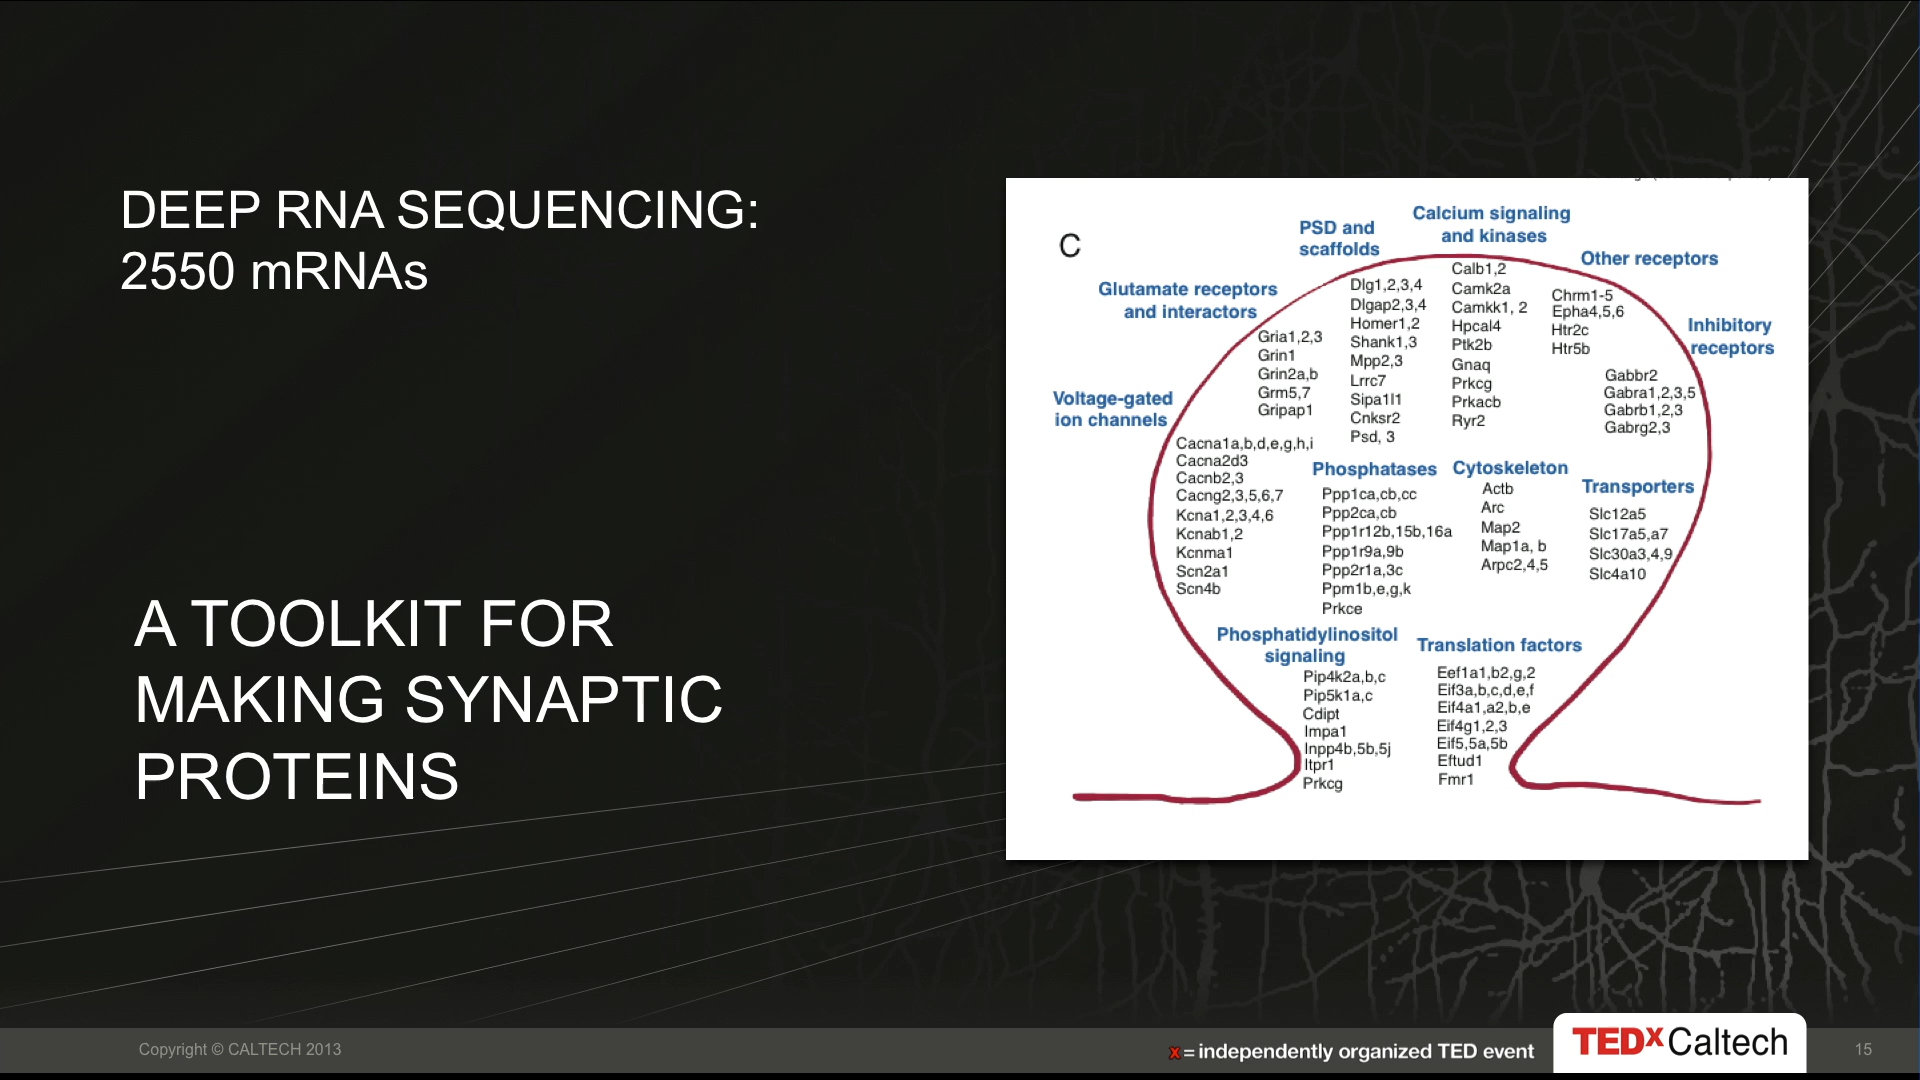 DEEP RNA SEQUENCING:
2550 mRNAs
A TOOLKIT FOR
MAKING SYNAPTIC
PROTEINS
C
PSD and
scaffolds
Calcium signaling
and kinases
Other receptors
Glutamate receptors
and interactors
Inhibitory
receptors
Voltage-gated
ion channels
Gria1,2,3
Grin1
Grin2a,b
Grm5,7
Gripap1
Dlg1,2,3,4
Dlgap2,3,4
Homer1,2
Shank1,3
Mpp2,3
Lrrc7
Sipa1l1
Cnksr2
Psd, 3
Calb1,2
Camk2a
Camkk1, 2
Hpcal4
Ptk2b
Gnaq
Prkcg
Prkacb
Ryr2
Chrm1-5
Epha4,5,6
Htr2c
Htr5b
Gabbr2
Gabra1,2,3,5
Gabrb1,2,3
Gabrg2,3
Cacna1a,b,d,e,g,h,i
Cacna2d3
Cacnb2,3
Cacng2,3,5,6,7
Kcna1,2,3,4,6
Kcnab1,2
Kcnma1
Scn2a1
Scn4b
Phosphatases
Ppp1ca,cb,cc
Ppp2ca,cb
Ppp1r12b,15b,16a
Ppp1r9a,9b
Ppp2r1a,3c
Ppm1b,e,g,k
Prkce
Cytoskeleton
Actb
Arc
Map2
Map1a, b
Arpc2,4,5
Transporters
Slc12a5
Slc17a5,a7
Slc30a3,4,9
Slc4a10
Phosphatidylinositol
signaling
Pip4k2a,b,c
Pip5k1a,c
Cdipt
Impa1
Inpp4b,5b,5j
Itpr1
Prkcg
Translation factors
Eef1a1,b2,g,2
Eif3a,b,c,d,e,f
Eif4a1,a2,b,e
Eif4g1,2,3
Eif5,5a,5b
Eftud1
Fmr1
Copyright © CALTECH 2013
x = independently organized TED event
TEDx Caltech
15